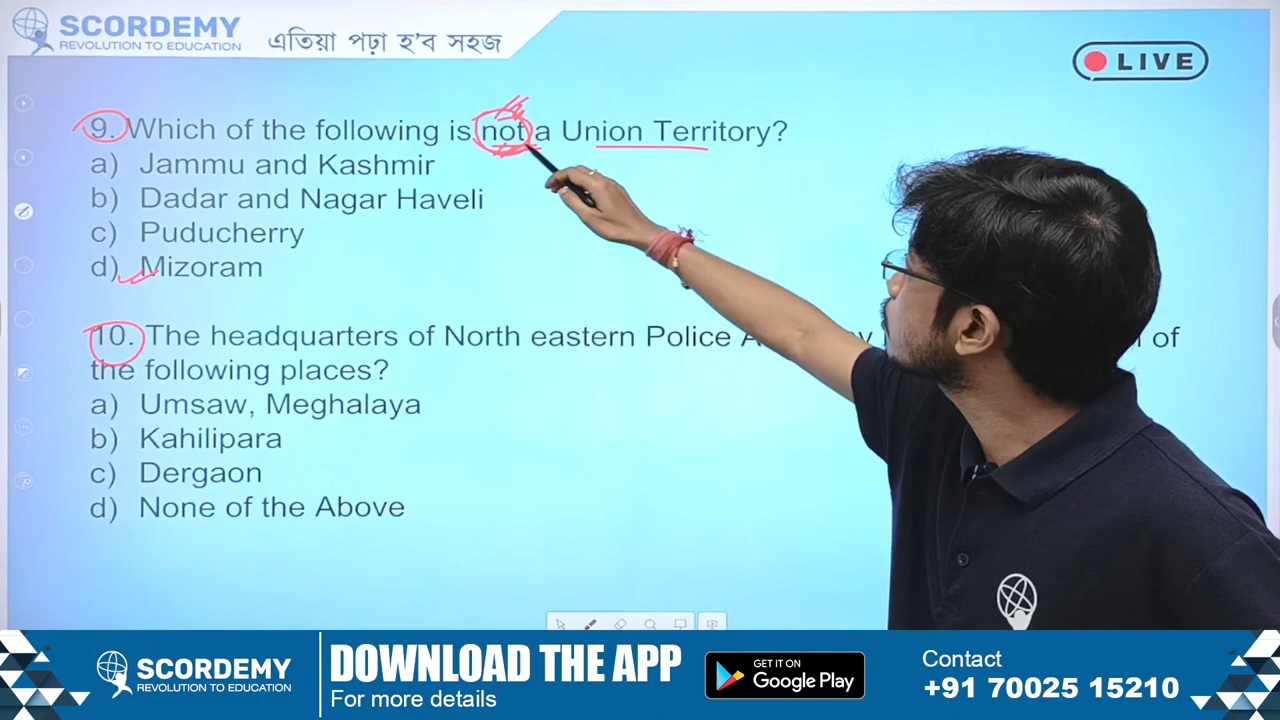 SCORDEMY
REVOLUTION TO EDUCATION
এতিয়া পঢ়া হ'ব সহজ
LIVE
9. Which of the following is not a Union Territory?
a) Jammu and Kashmir
b) Dadar and Nagar Haveli
c) Puducherry
d) Mizoram
10. The headquarters of North eastern Police of
the following places?
a) Umsaw, Meghalaya
b) Kahilipara
c) Dergaon
d) None of the Above
SCORDEMY
REVOLUTION TO EDUCATION
DOWNLOAD THE APP
For more details
GET IT ON
Google Play
Contact
+91 70025 15210